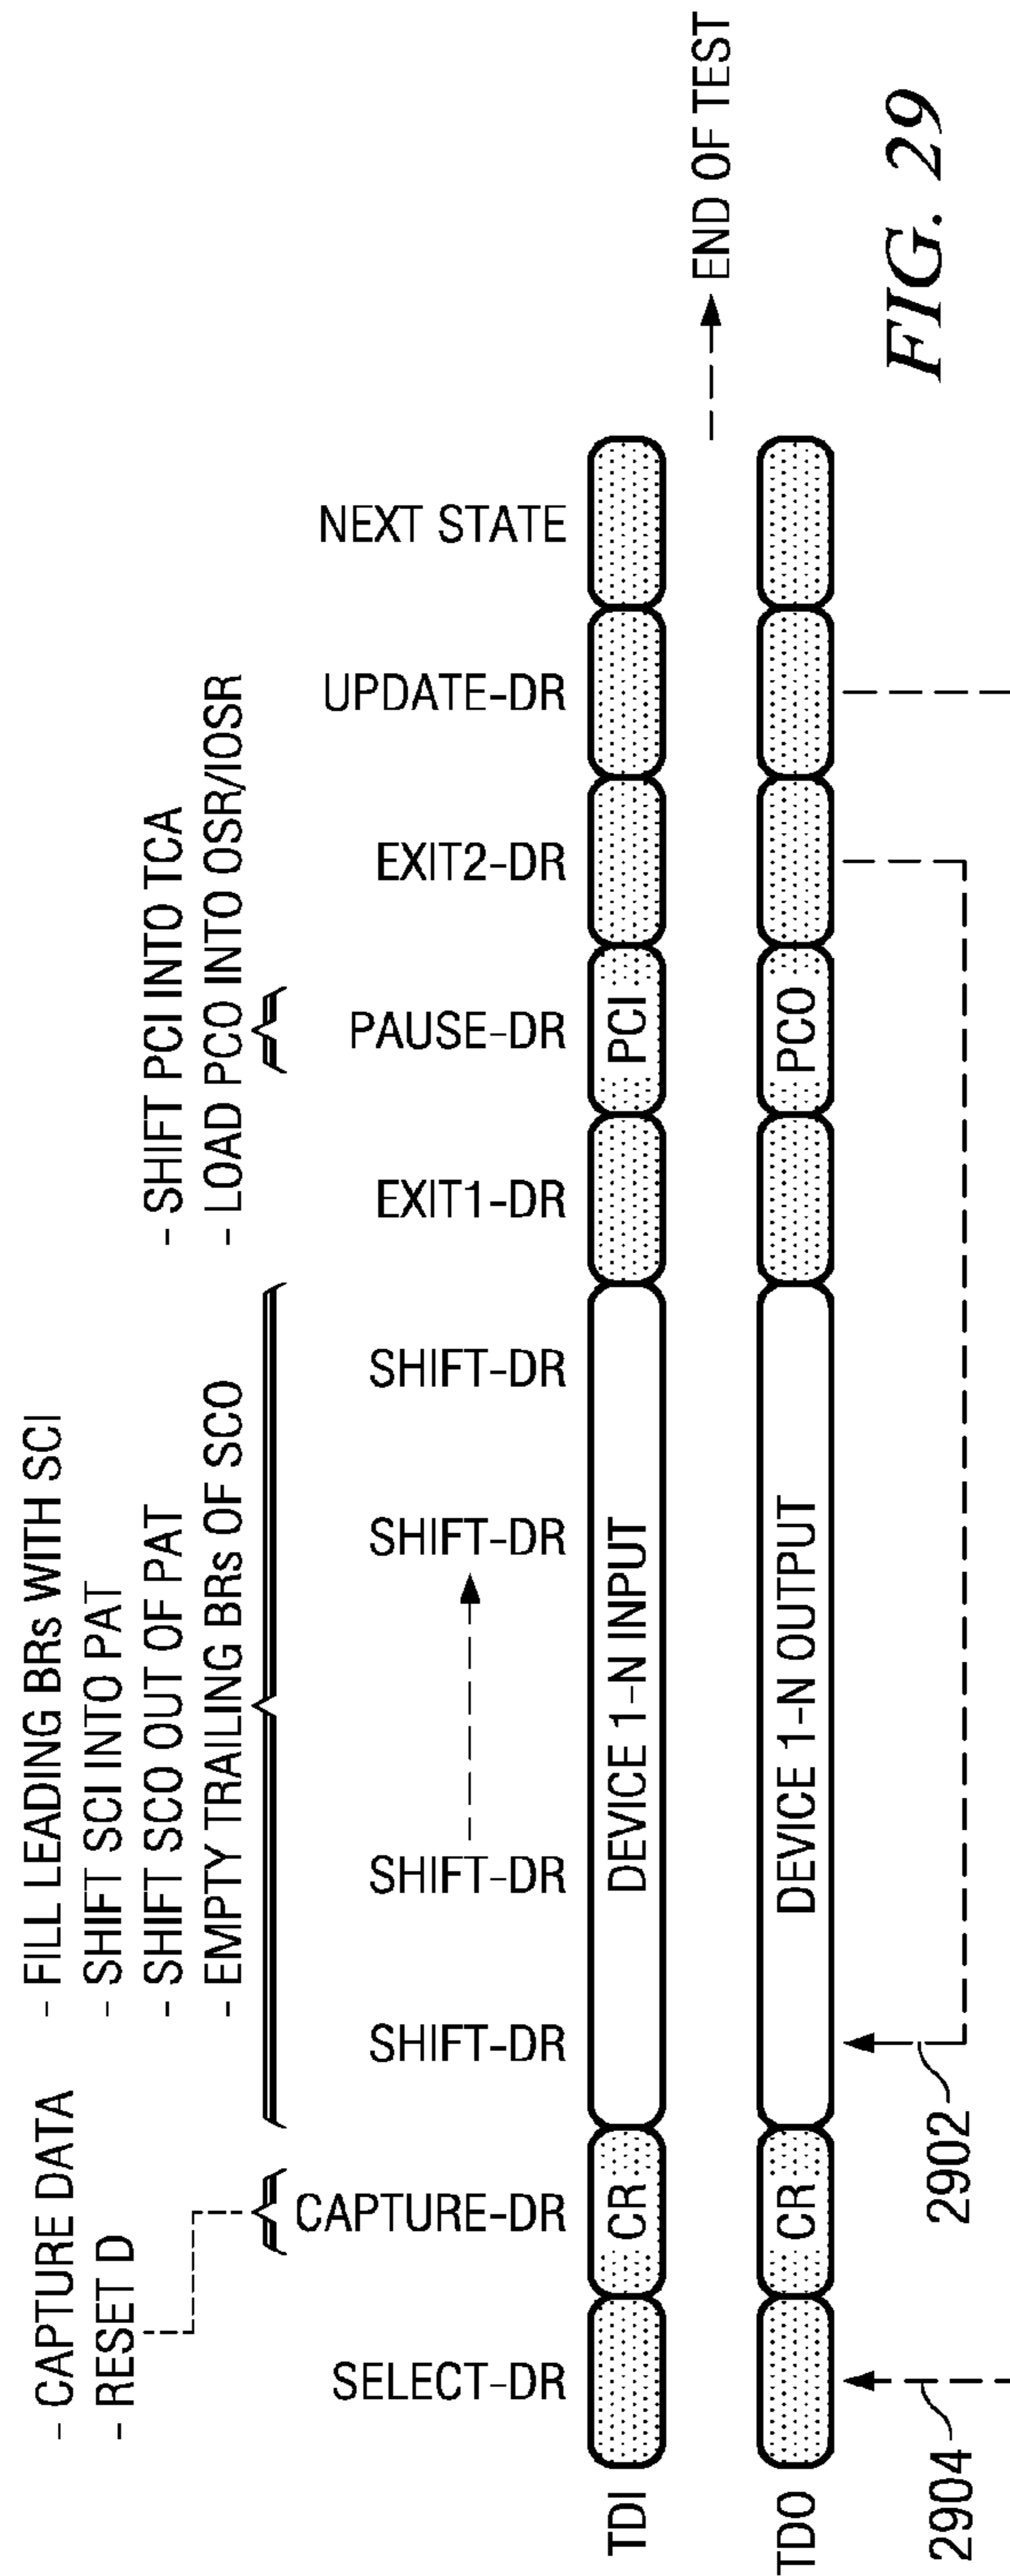 - CAPTURE DATA
- RESET D
- FILL LEADING BRs WITH SCI
- SHIFT SCI INTO PAT
- SHIFT SCO OUT OF PAT
- EMPTY TRAILING BRs OF SCO
- SHIFT PCI INTO TCA
- LOAD PCO INTO OSR/IOSR
SELECT-DR
CAPTURE-DR
SHIFT-DR
SHIFT-DR
SHIFT-DR
SHIFT-DR
EXIT1-DR
PAUSE-DR
EXIT2-DR
UPDATE-DR
NEXT STATE
TDI
CR
DEVICE 1-N INPUT
PCI
END OF TEST
TDO
CR
DEVICE 1-N OUTPUT
PCO
2902
2904
FIG. 29